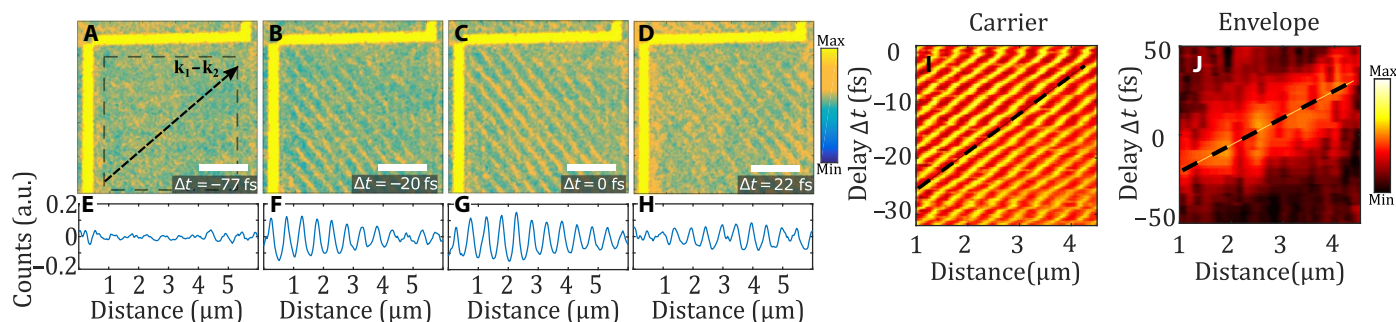 A
k₁–k₂
Δt = –77 fs
B
Δt = –20 fs
C
Δt = 0 fs
D
Δt = 22 fs
Max
Min
Counts (a.u.)
0.2
0
–0.2
E
F
G
H
1 2 3 4 5
1 2 3 4 5
1 2 3 4 5
1 2 3 4 5
Distance (μm)
Distance (μm)
Distance (μm)
Distance (μm)
Carrier
I
Delay Δt (fs)
0
–10
–20
–30
1 2 3 4
Distance(μm)
Envelope
J
Delay Δt (fs)
50
0
–50
1 2 3 4
Distance(μm)
Max
Min